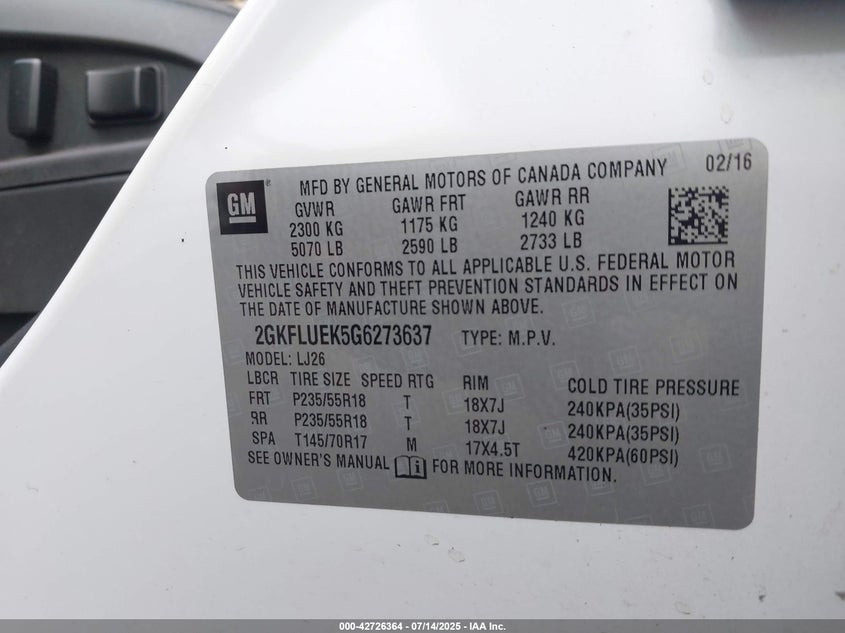 GM
MFD BY GENERAL MOTORS OF CANADA COMPANY 02/16
GVWR GAWR FRT GAWR RR
2300 KG 1175 KG 1240 KG
5070 LB 2590 LB 2733 LB
THIS VEHICLE CONFORMS TO ALL APPLICABLE U.S. FEDERAL MOTOR
VEHICLE SAFETY AND THEFT PREVENTION STANDARDS IN EFFECT ON
THE DATE OF MANUFACTURE SHOWN ABOVE.
2GKFLUEK5G6273637 TYPE: M.P.V.
MODEL: LJ26
LBCR TIRE SIZE SPEED RTG RIM COLD TIRE PRESSURE
FRT P235/55R18 T 18X7J 240KPA(35PSI)
RR P235/55R18 T 18X7J 240KPA(35PSI)
SPA T145/70R17 M 17X4.5T 420KPA(60PSI)
SEE OWNER'S MANUAL FOR MORE INFORMATION.
000-42726364 / 07/14/2025 - IAA Inc.